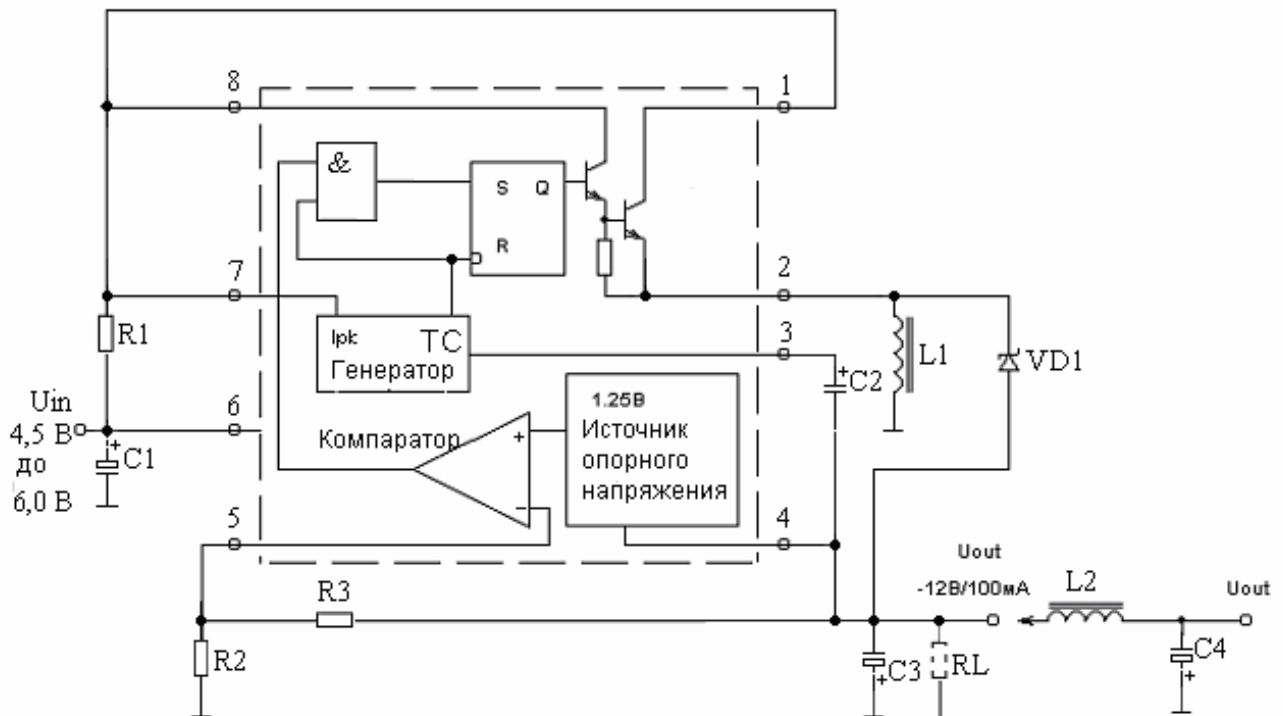 8
1
&
S Q
R
7
2
R1
Ipk TC
Генератор
3
L1
VD1
+
C2
Uin
4,5 В
до
6,0 В
+
C1
6
Компаратор
+
−
1.25В
Источник
опорного
напряжения
5
4
Uout
-12В/100мА
L2
Uout
R3
R2
C3
+
RL
C4
+